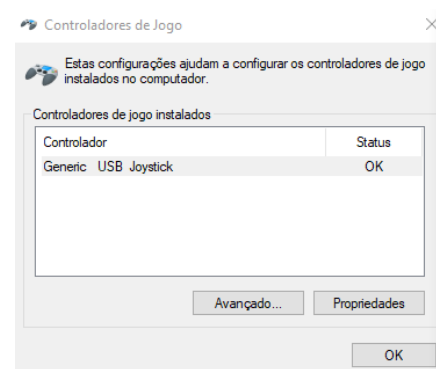 Controladores de Jogo
Estas configurações ajudam a configurar os controladores de jogo
instalados no computador.
Controladores de jogo instalados
Controlador Status
Generic USB Joystick OK
Avançado... Propriedades
OK